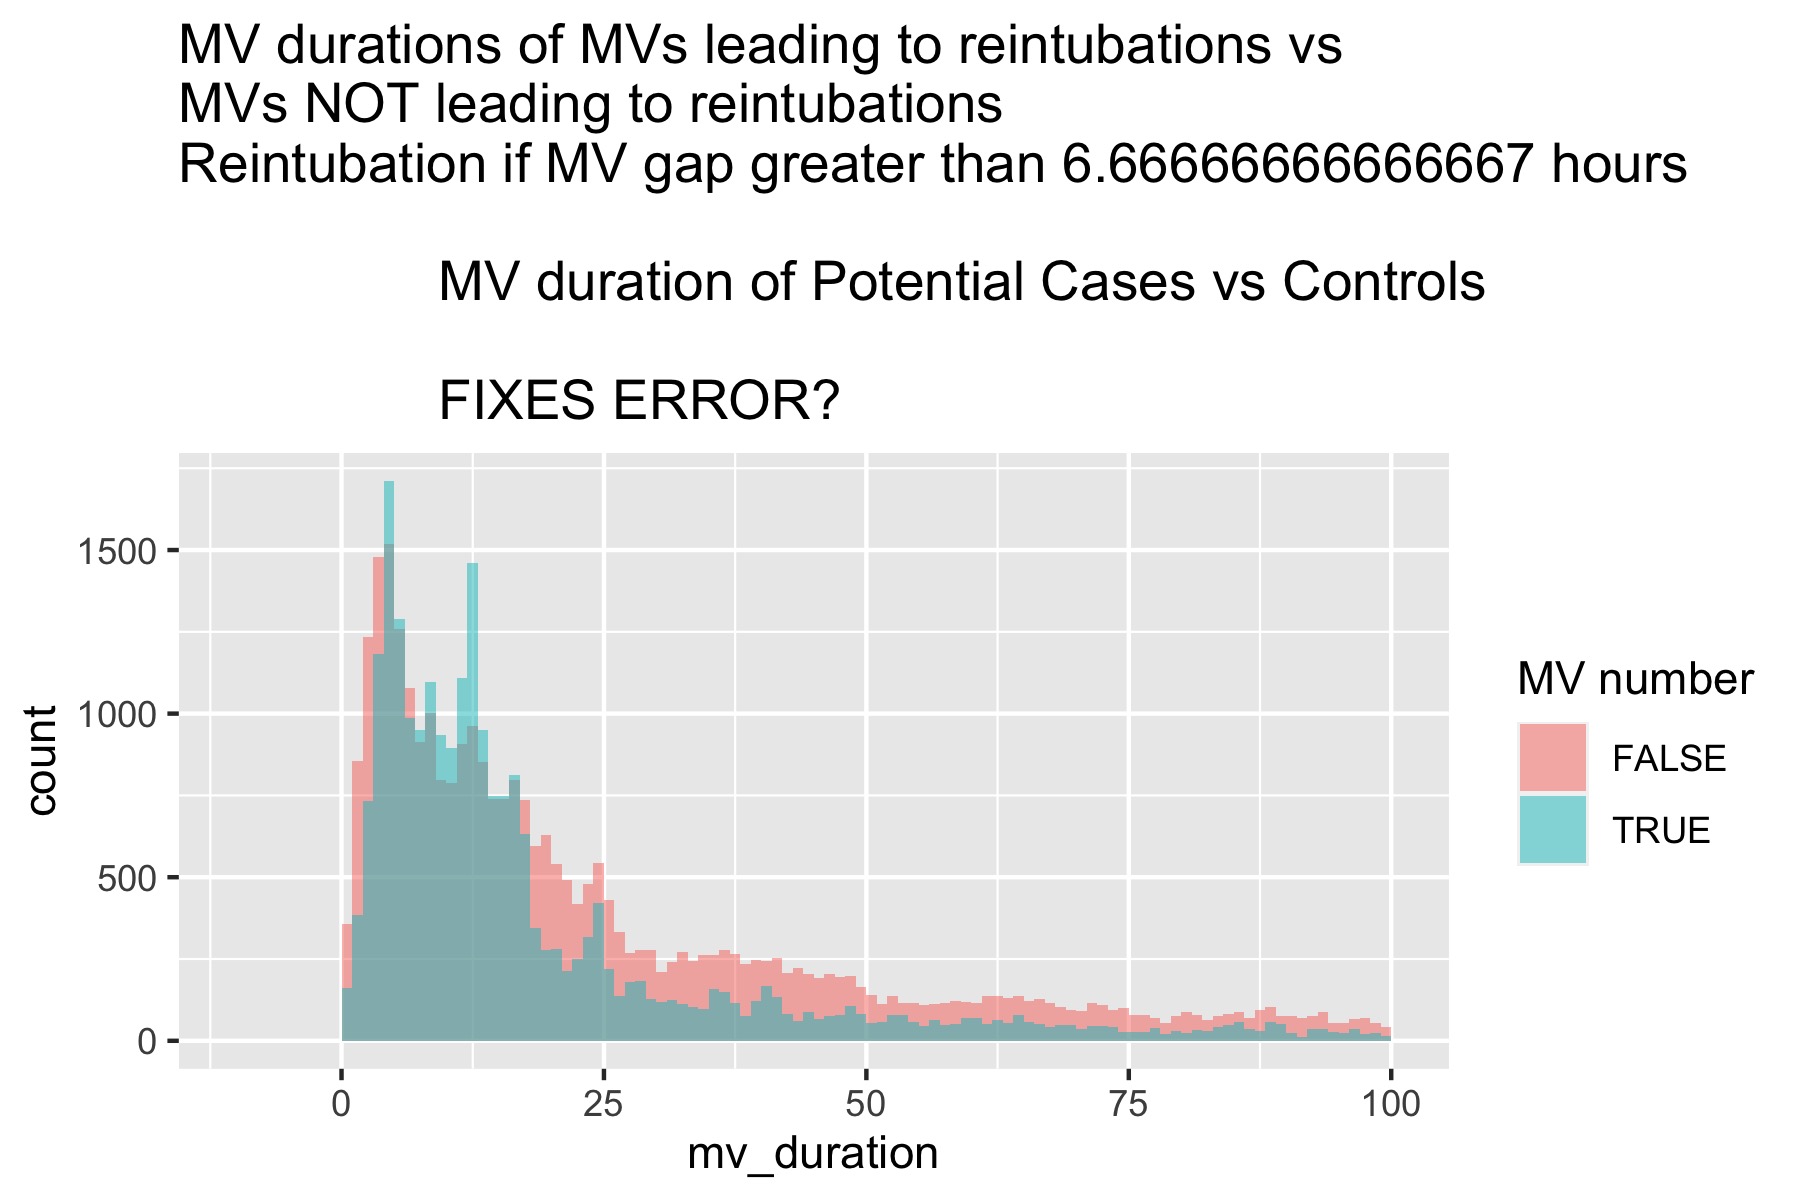 MV durations of MVs leading to reintubations vs
MVs NOT leading to reintubations
Reintubation if MV gap greater than 6.66666666666667 hours
MV duration of Potential Cases vs Controls
FIXES ERROR?
1500
1000
500
0
count
0 25 50 75 100
mv_duration
MV number
FALSE
TRUE